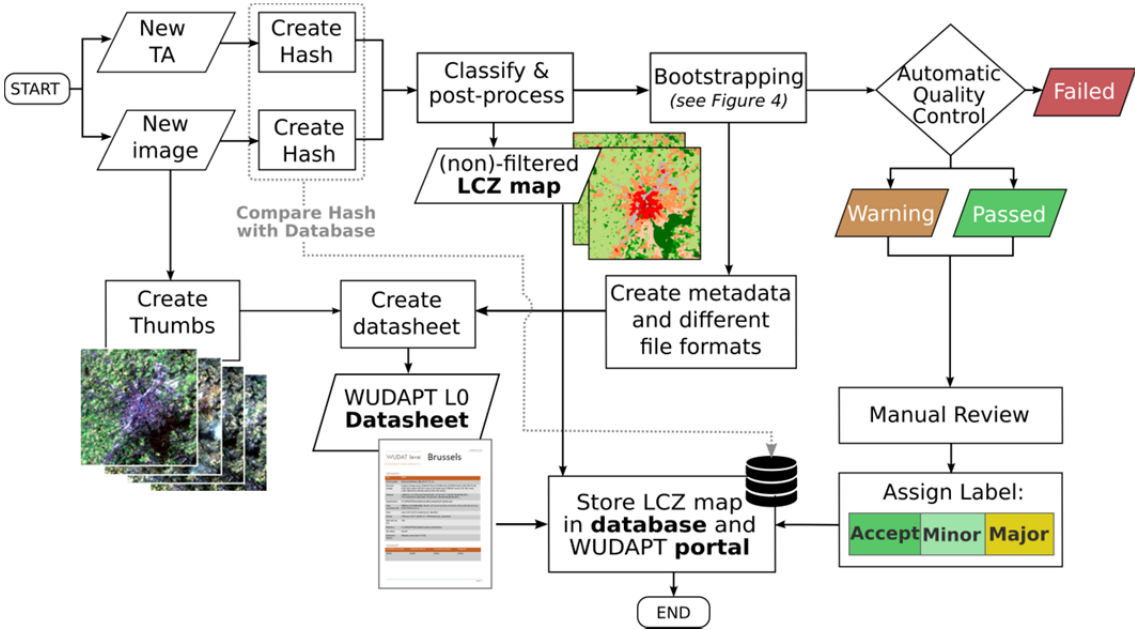 START
New
TA
Create
Hash
New
image
Create
Hash
Compare Hash
with Database
Classify &
post-process
(non)-filtered
LCZ map
Bootstrapping
(see Figure 4)
Automatic
Quality
Control
Failed
Warning
Passed
Create
Thumbs
Create
datasheet
Create metadata
and different
file formats
WUDAPT L0
Datasheet
WUDAT level Brussels
Manual Review
Assign Label:
Accept Minor Major
Store LCZ map
in database and
WUDAPT portal
END